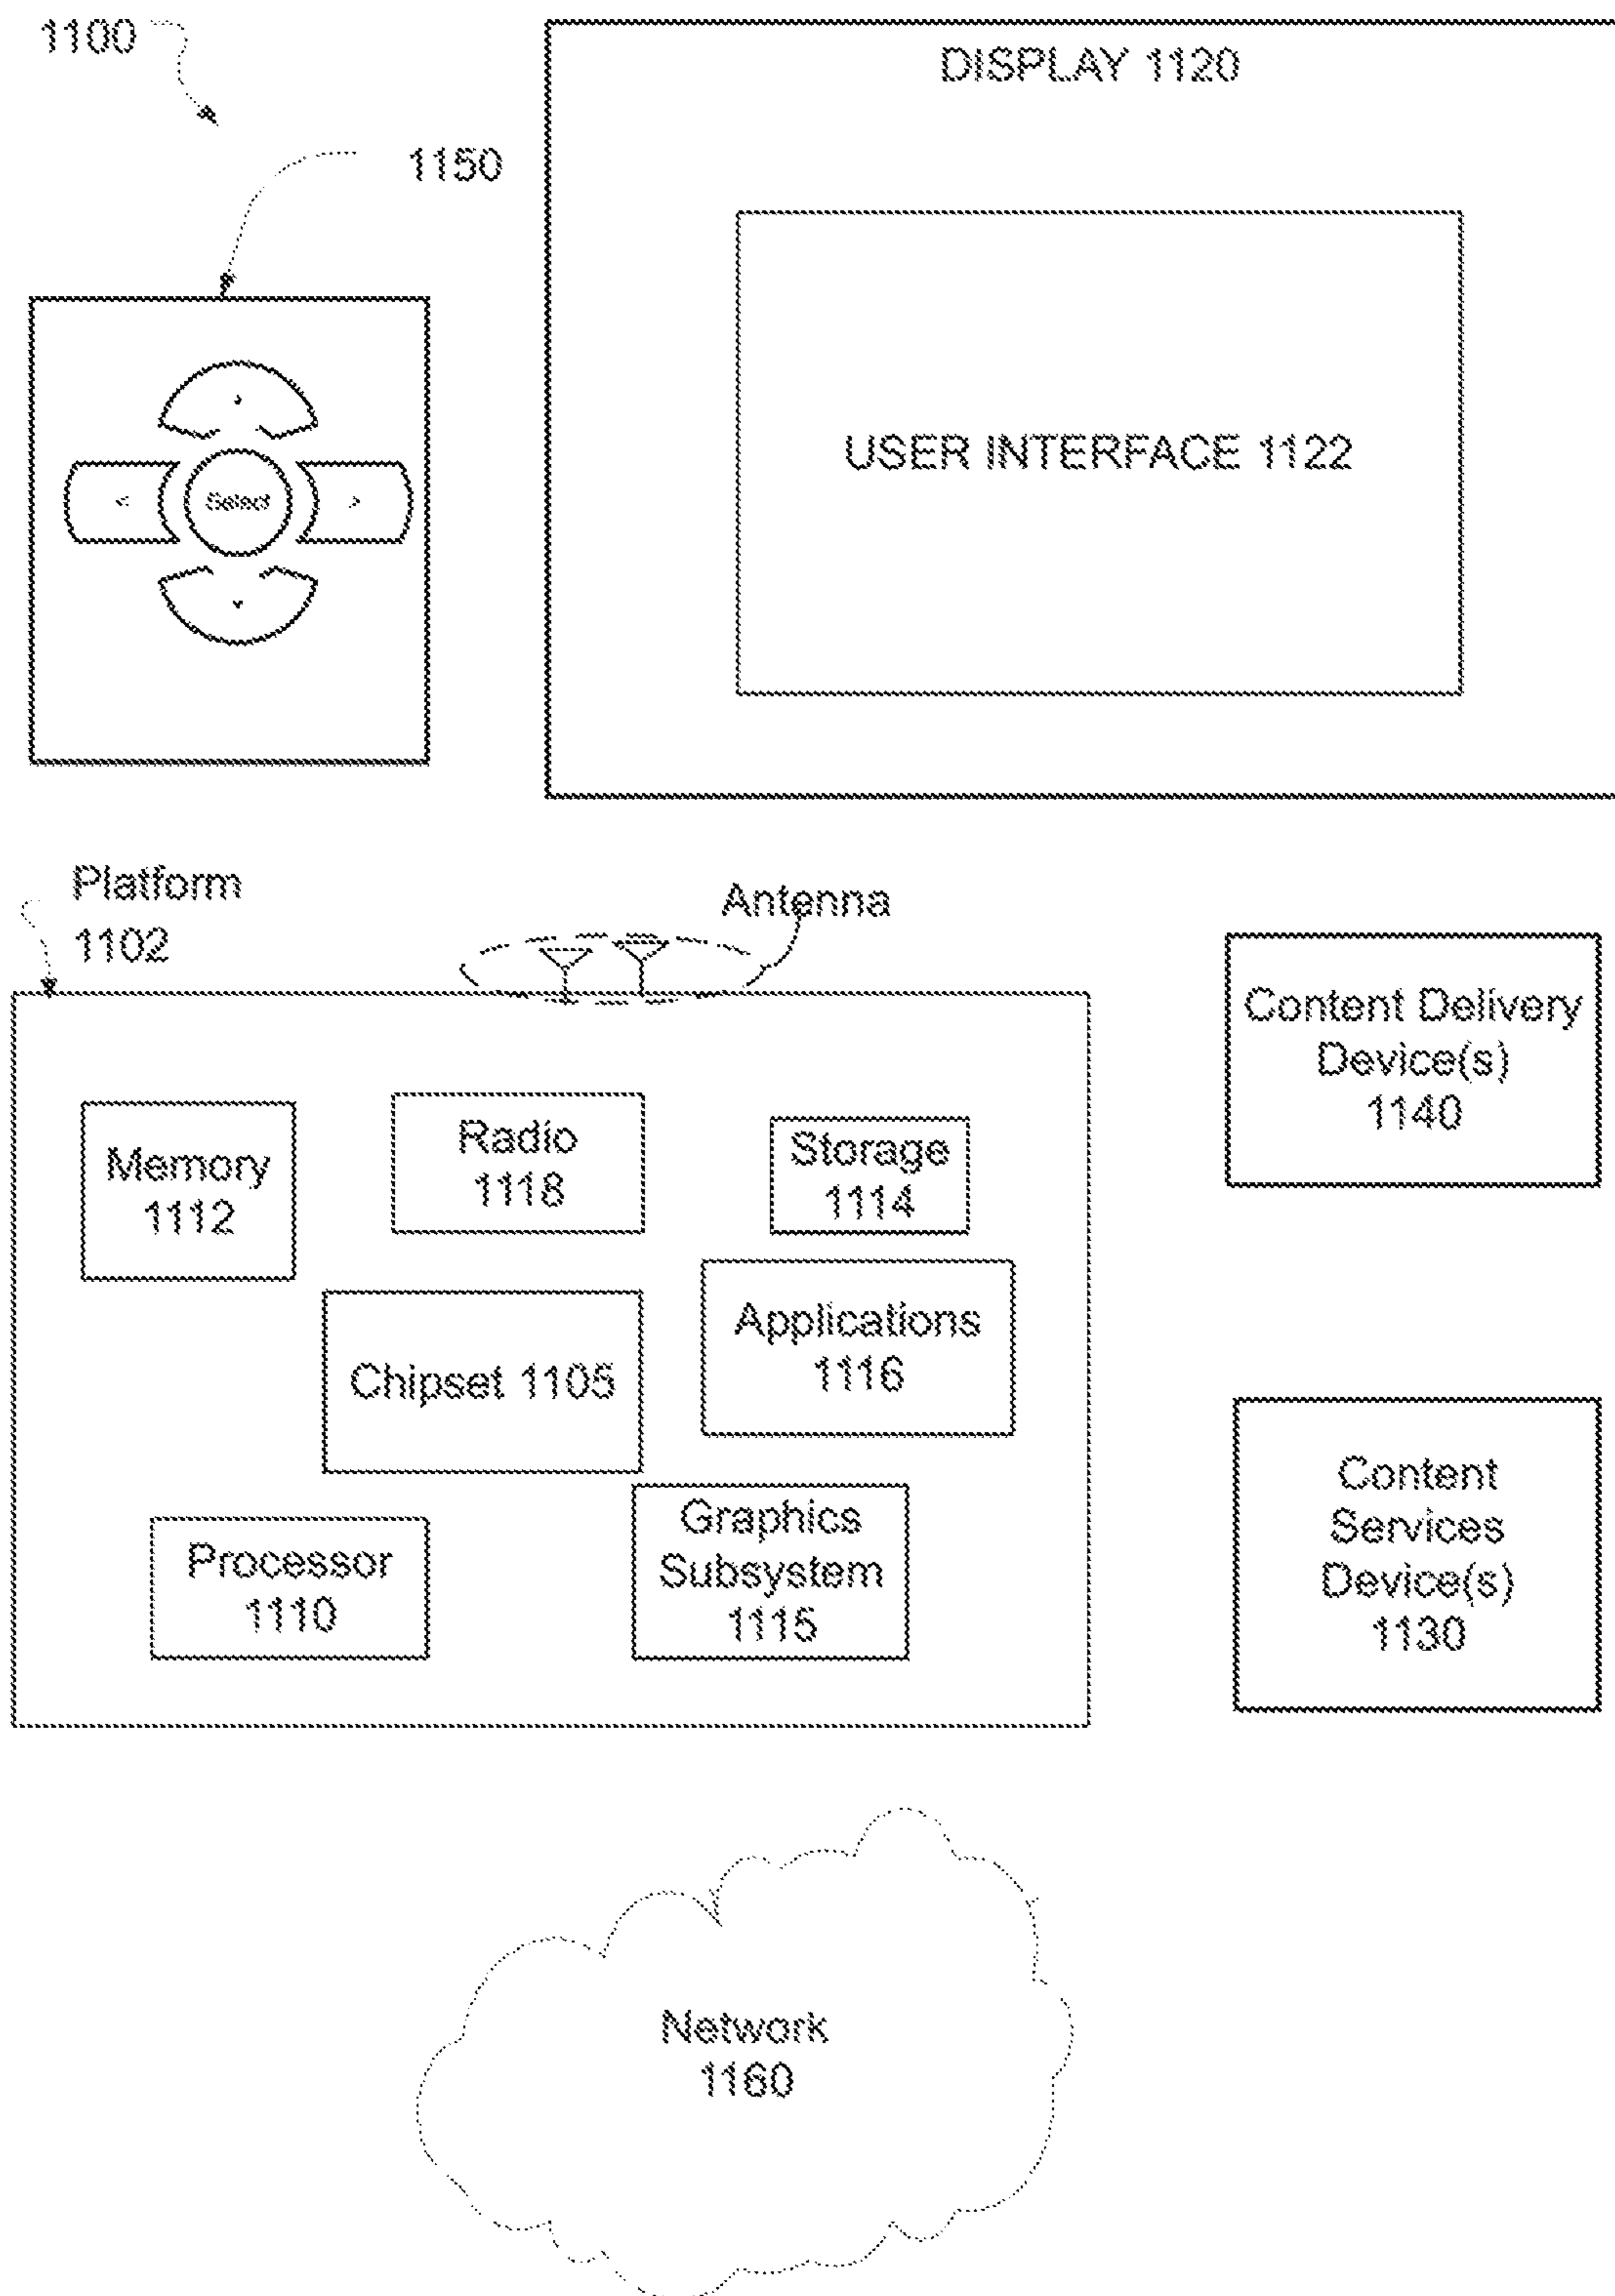 1100
DISPLAY 1120
1150
USER INTERFACE 1122
<
Select
>
Platform
1102
Antenna
Content Delivery
Device(s)
1140
Memory
1112
Radio
1118
Storage
1114
Chipset 1105
Applications
1116
Processor
1110
Graphics
Subsystem
1115
Content
Services
Device(s)
1130
Network
1160